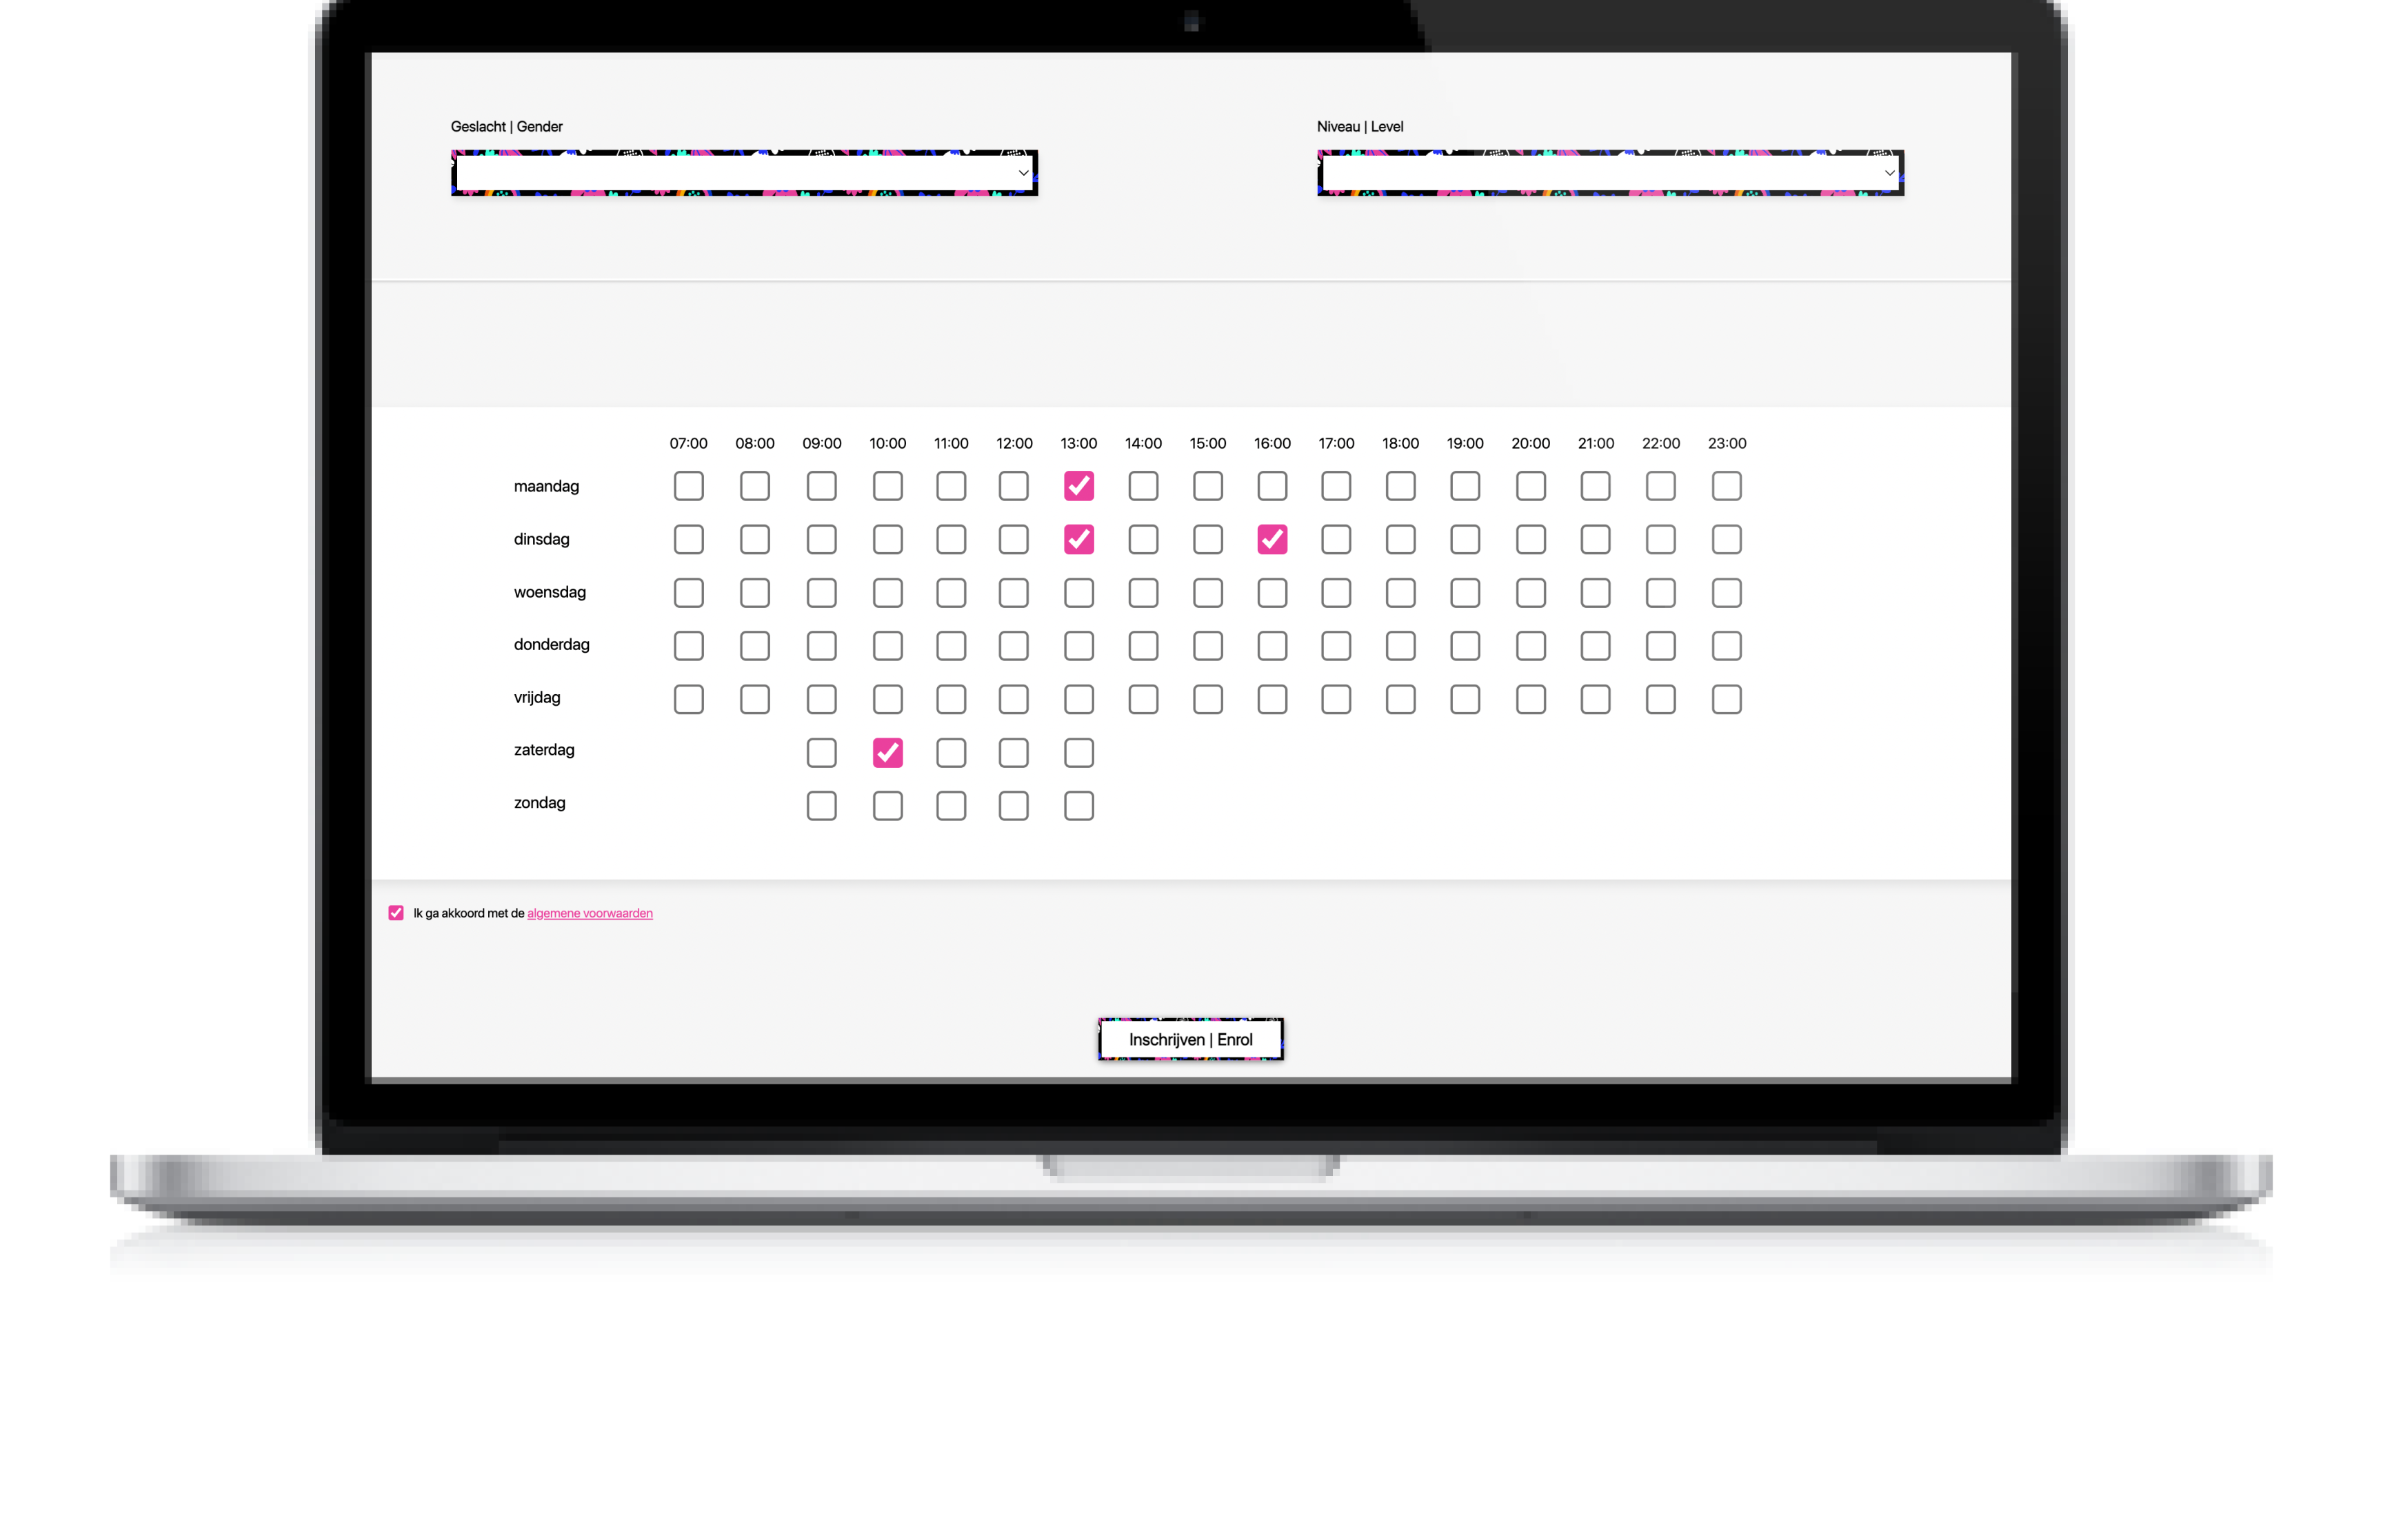 Geslacht | Gender
Niveau | Level
07:00 08:00 09:00 10:00 11:00 12:00 13:00 14:00 15:00 16:00 17:00 18:00 19:00 20:00 21:00 22:00 23:00
maandag
dinsdag
woensdag
donderdag
vrijdag
zaterdag
zondag
Ik ga akkoord met de algemene voorwaarden
Inschrijven | Enrol